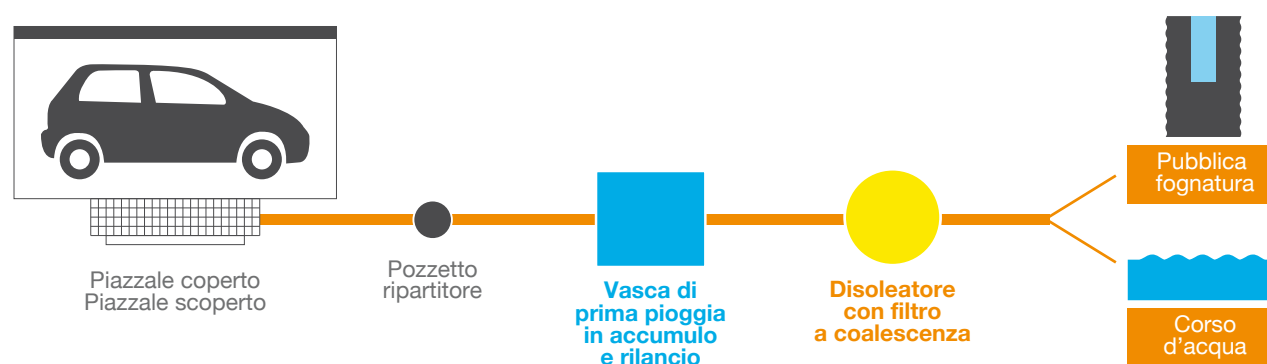 Piazzale coperto
Piazzale scoperto
Pozzetto
ripartitore
Vasca di
prima pioggia
in accumulo
e rilancio
Disoleatore
con filtro
a coalescenza
Pubblica
fognatura
Corso
d'acqua